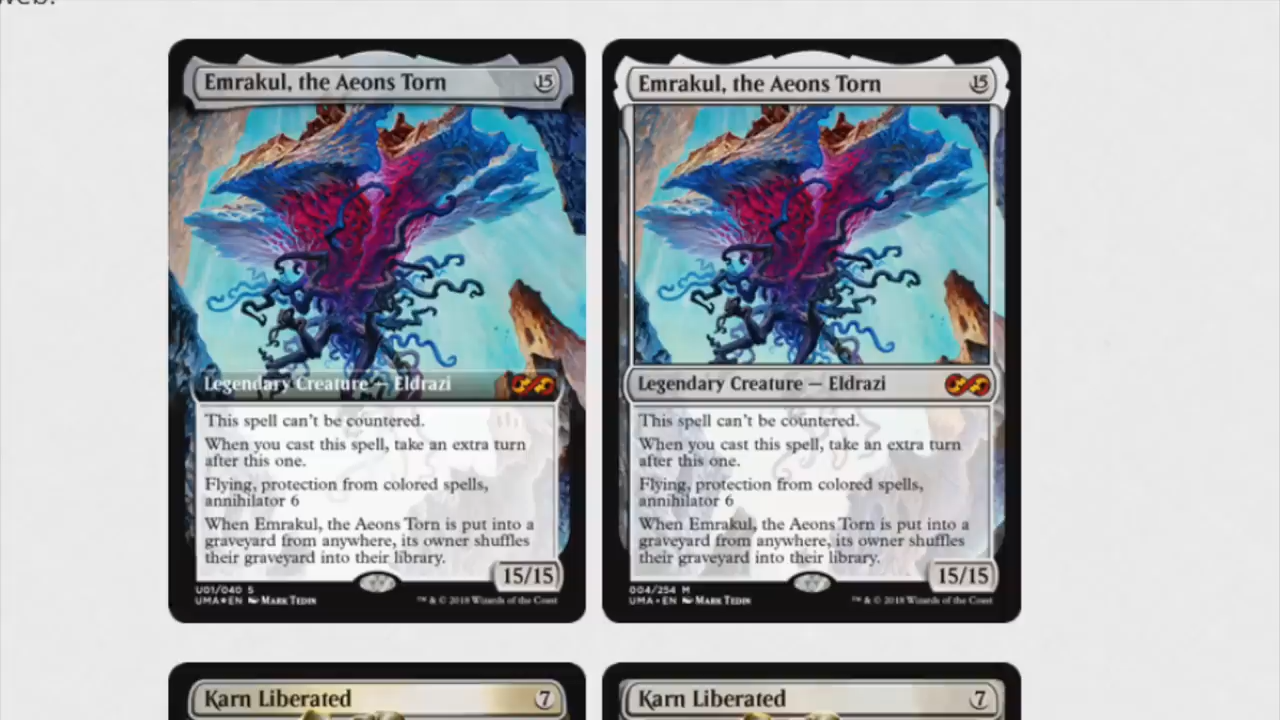 web.
Emrakul, the Aeons Torn 15
Legendary Creature — Eldrazi
This spell can't be countered.
When you cast this spell, take an extra turn
after this one.
Flying, protection from colored spells,
annihilator 6
When Emrakul, the Aeons Torn is put into a
graveyard from anywhere, its owner shuffles
their graveyard into their library.
15/15
U01/040 S
UMA★EN Mark Tedin
™ & © 2018 Wizards of the Coast
Emrakul, the Aeons Torn 15
Legendary Creature — Eldrazi
This spell can't be countered.
When you cast this spell, take an extra turn
after this one.
Flying, protection from colored spells,
annihilator 6
When Emrakul, the Aeons Torn is put into a
graveyard from anywhere, its owner shuffles
their graveyard into their library.
15/15
004/254 M
UMA • EN Mark Tedin
™ & © 2018 Wizards of the Coast
Karn Liberated 7
Karn Liberated 7